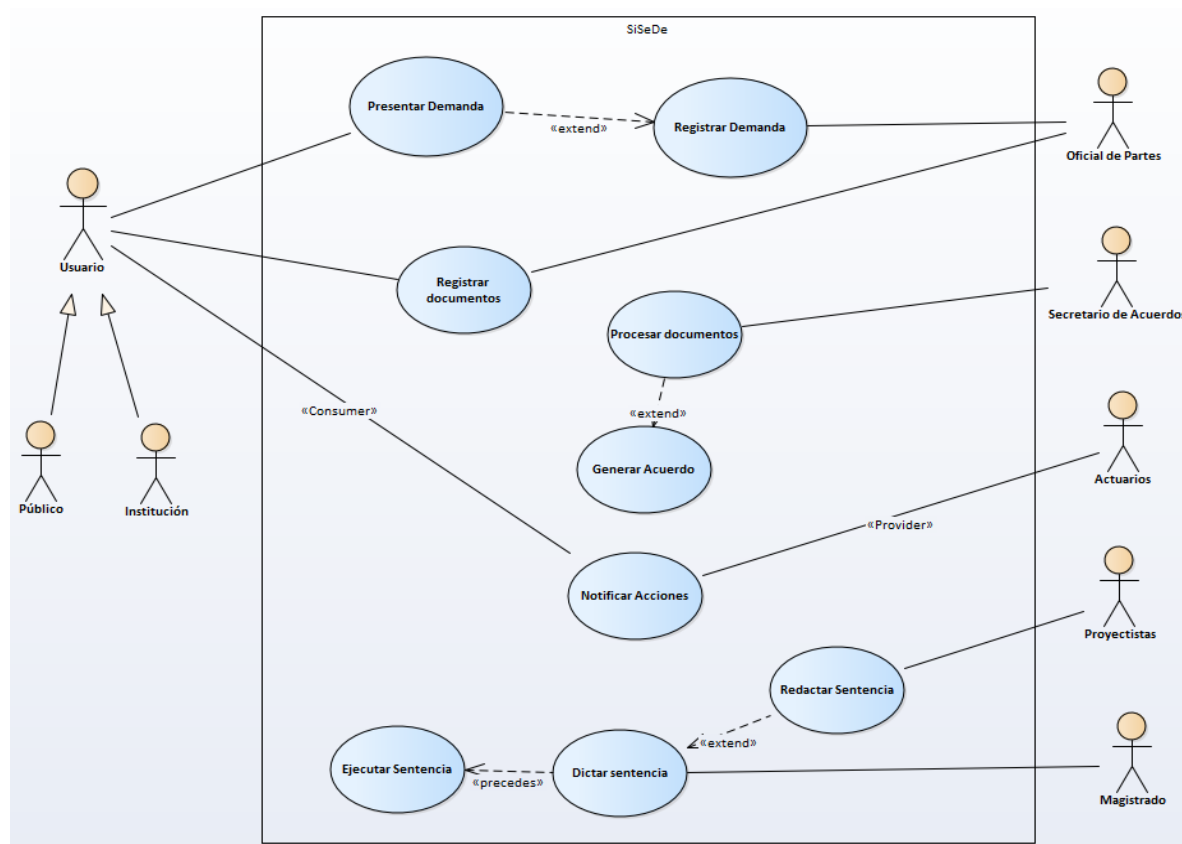 SiSeDe
Presentar Demanda
«extend»
Registrar Demanda
Oficial de Partes
Usuario
Registrar
documentos
Procesar documentos
Secretario de Acuerdos
«extend»
«Consumer»
Generar Acuerdo
Público
Institución
Actuarios
«Provider»
Notificar Acciones
Proyectistas
Redactar Sentencia
«extend»
Ejecutar Sentencia
«precedes»
Dictar sentencia
Magistrado